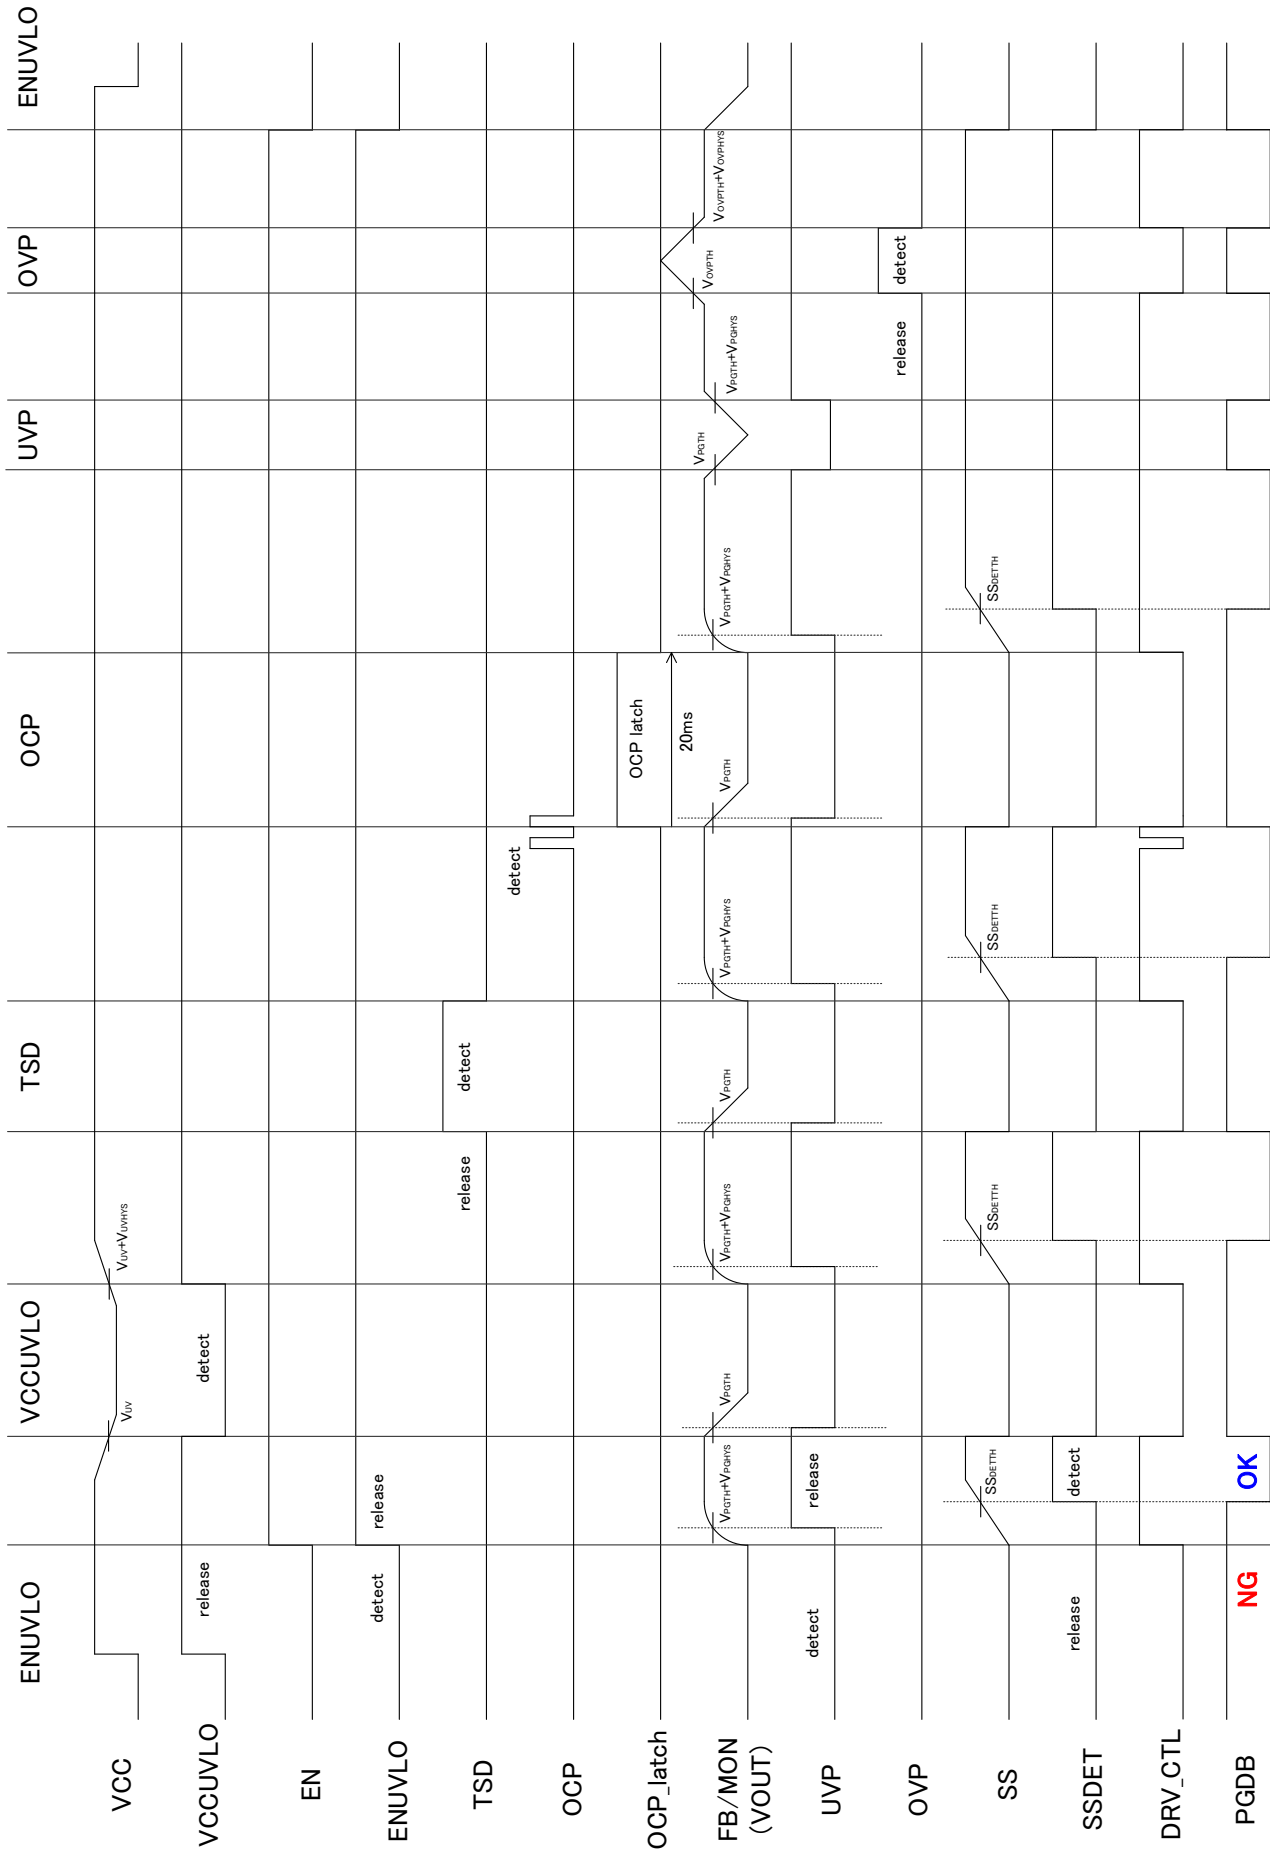 ENUVLO
VCCUVLO
TSD
OCP
UVP
OVP
ENUVLO
VCC
VUV
VUV+VUVHYS
VCCUVLO
release
detect
EN
ENUVLO
detect
release
TSD
release
detect
OCP
detect
OCP_latch
OCP latch
20ms
FB/MON
(VOUT)
VPGTH+VPGHYS
VPGTH
VPGTH+VPGHYS
VPGTH
VPGTH+VPGHYS
VPGTH
VPGTH+VPGHYS
VPGTH
VPGTH+VPGHYS
VOVPTH
VOVPTH+VOVPHYS
UVP
detect
release
OVP
release
detect
SS
SSDETTH
SSDETTH
SSDETTH
SSDETTH
SSDET
release
detect
DRV_CTL
PGDB
NG
OK